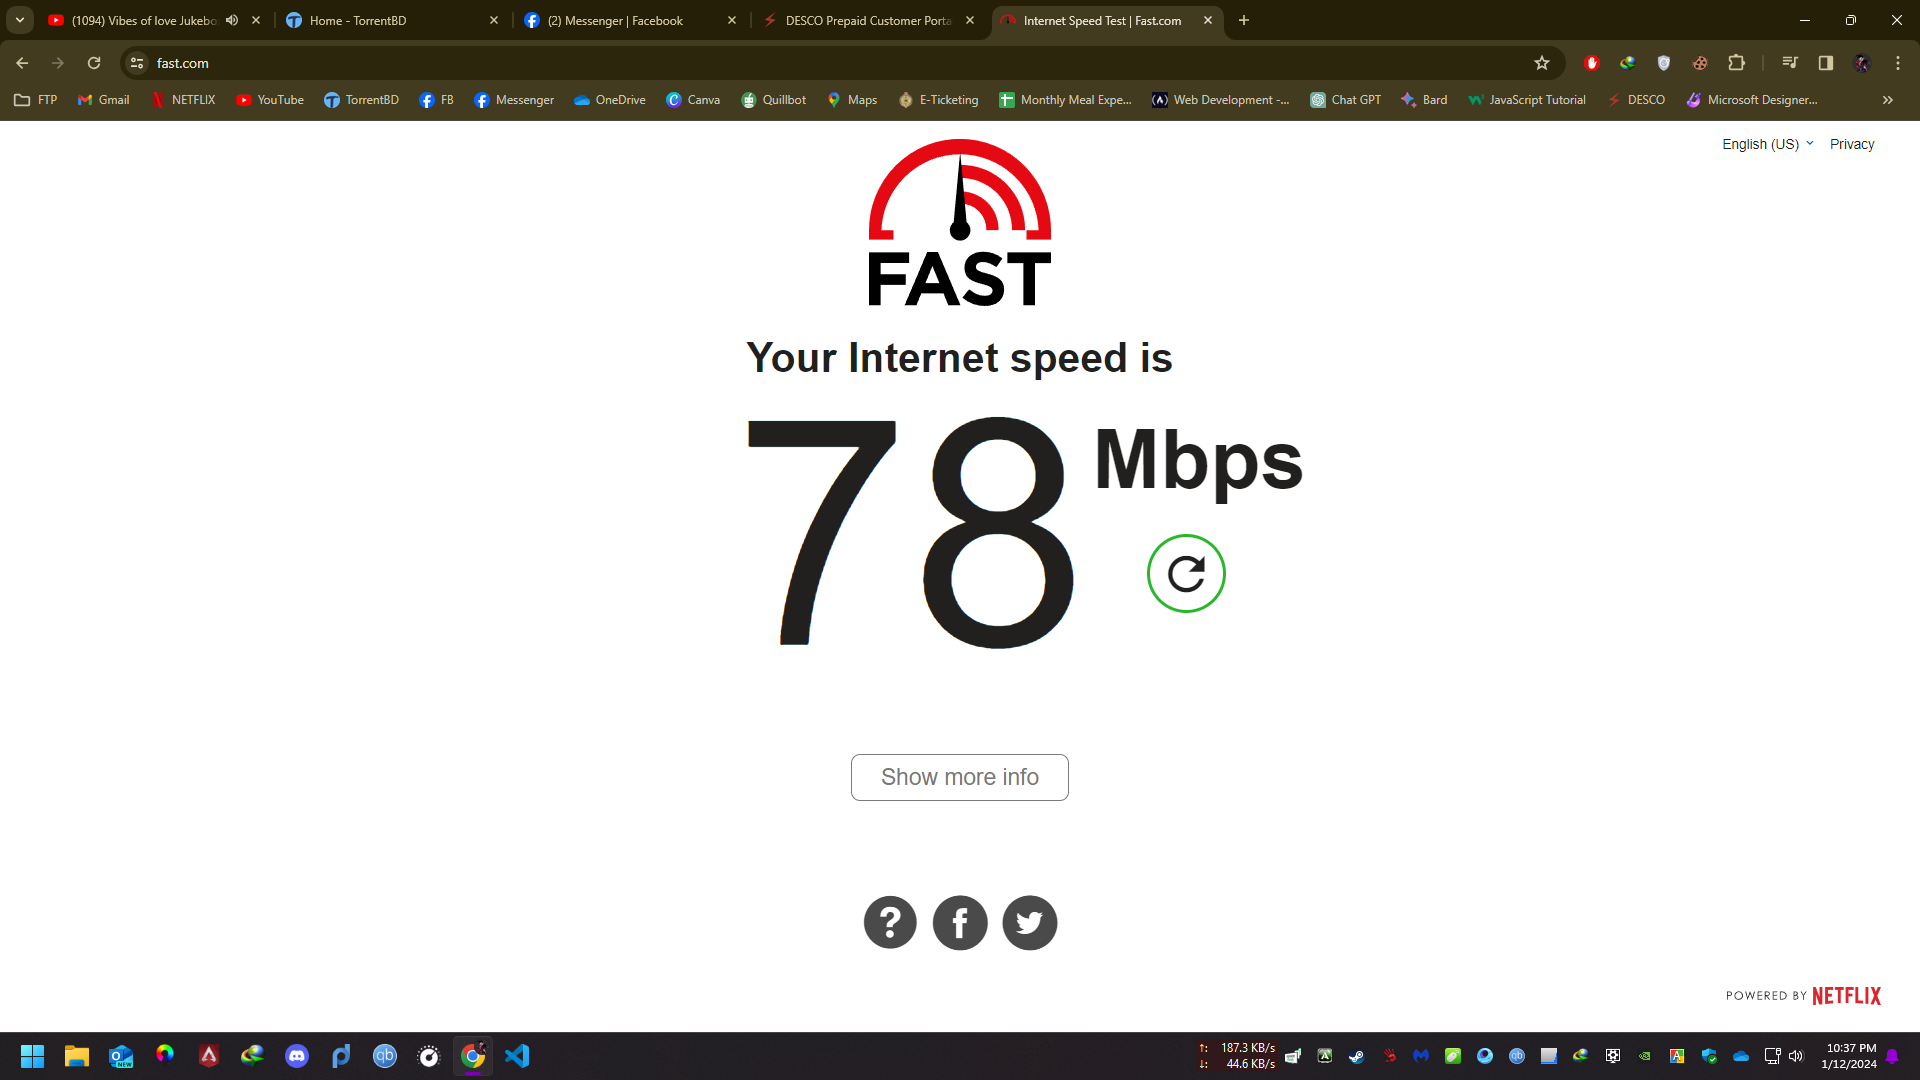 (1094) Vibes of love Jukebo
Home - TorrentBD
(2) Messenger | Facebook
DESCO Prepaid Customer Porta
Internet Speed Test | Fast.com
fast.com
FTP
Gmail
NETFLIX
YouTube
TorrentBD
FB
Messenger
OneDrive
Canva
Quillbot
Maps
E-Ticketing
Monthly Meal Expe...
Web Development -...
Chat GPT
Bard
JavaScript Tutorial
DESCO
Microsoft Designer...
English (US)
Privacy
FAST
Your Internet speed is
78 Mbps
Show more info
POWERED BY NETFLIX
187.3 KB/s
44.6 KB/s
10:37 PM
1/12/2024